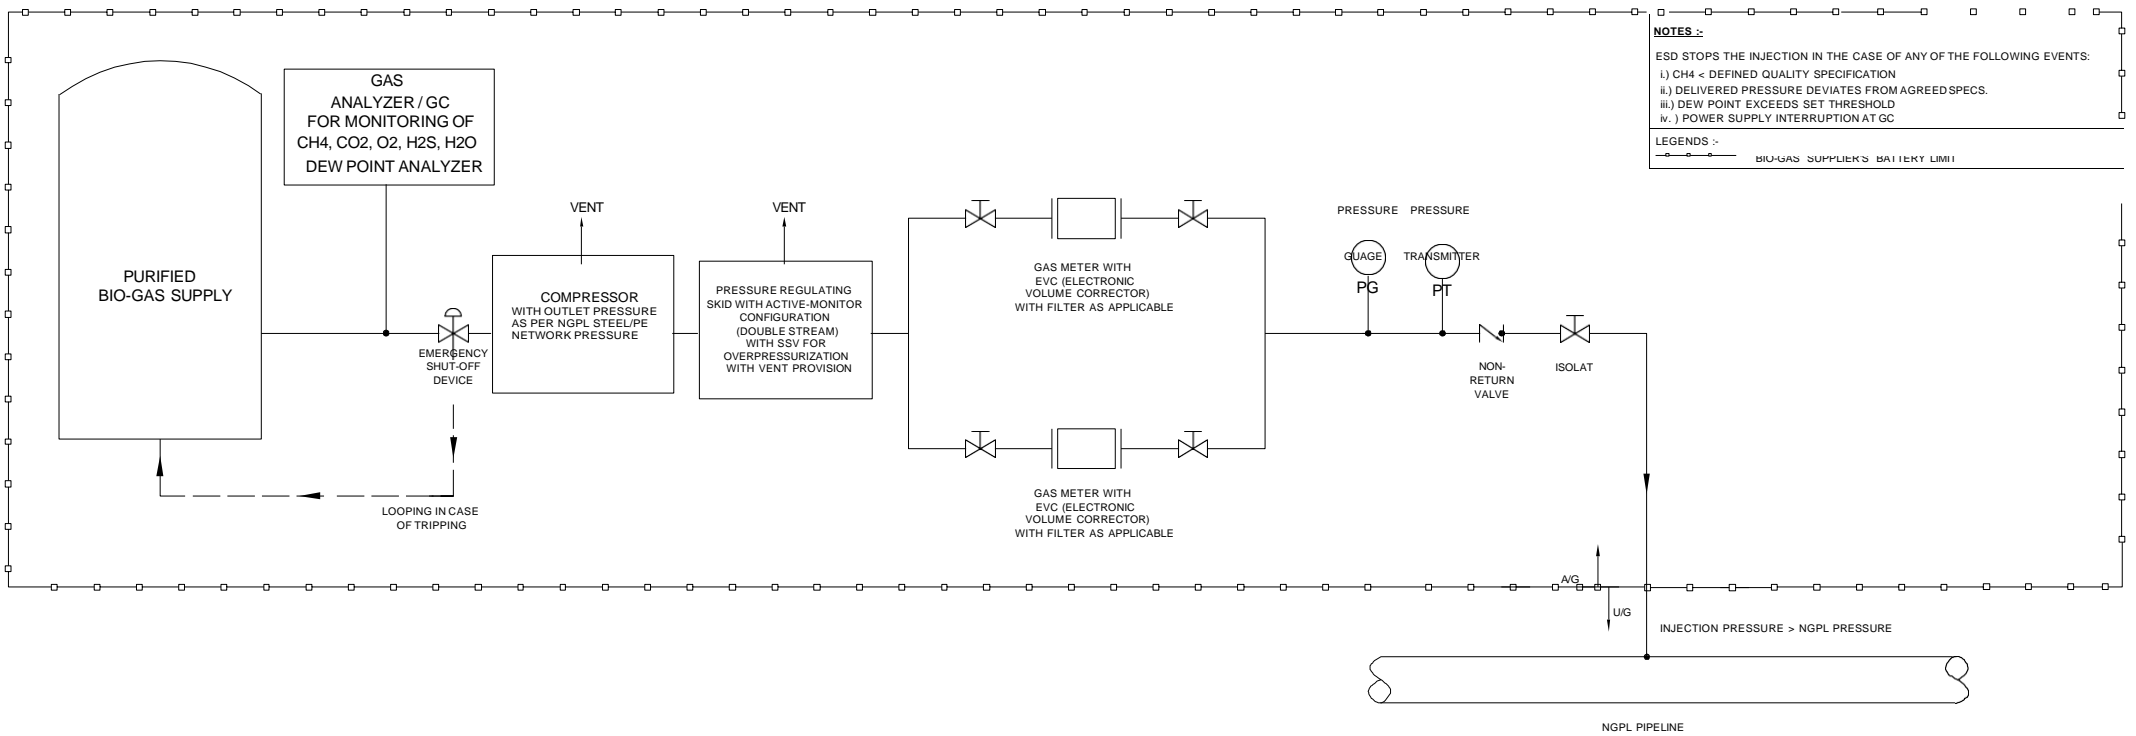 NOTES :-
ESD STOPS THE INJECTION IN THE CASE OF ANY OF THE FOLLOWING EVENTS:
i.) CH4 < DEFINED QUALITY SPECIFICATION
ii.) DELIVERED PRESSURE DEVIATES FROM AGREED SPECS.
iii.) DEW POINT EXCEEDS SET THRESHOLD
iv. ) POWER SUPPLY INTERRUPTION AT GC
LEGENDS :-
BIO-GAS SUPPLIER'S BATTERY LIMIT
GAS
ANALYZER / GC
FOR MONITORING OF
CH4, CO2, O2, H2S, H2O
DEW POINT ANALYZER
PURIFIED
BIO-GAS SUPPLY
EMERGENCY
SHUT-OFF
DEVICE
LOOPING IN CASE
OF TRIPPING
VENT
COMPRESSOR
WITH OUTLET PRESSURE
AS PER NGPL STEEL/PE
NETWORK PRESSURE
VENT
PRESSURE REGULATING
SKID WITH ACTIVE-MONITOR
CONFIGURATION
(DOUBLE STREAM)
WITH SSV FOR
OVERPRESSURIZATION
WITH VENT PROVISION
GAS METER WITH
EVC (ELECTRONIC
VOLUME CORRECTOR)
WITH FILTER AS APPLICABLE
GAS METER WITH
EVC (ELECTRONIC
VOLUME CORRECTOR)
WITH FILTER AS APPLICABLE
PRESSURE
GUAGE
PG
PRESSURE
TRANSMITTER
PT
NON-
RETURN
VALVE
ISOLAT
A/G
U/G
INJECTION PRESSURE > NGPL PRESSURE
NGPL PIPELINE